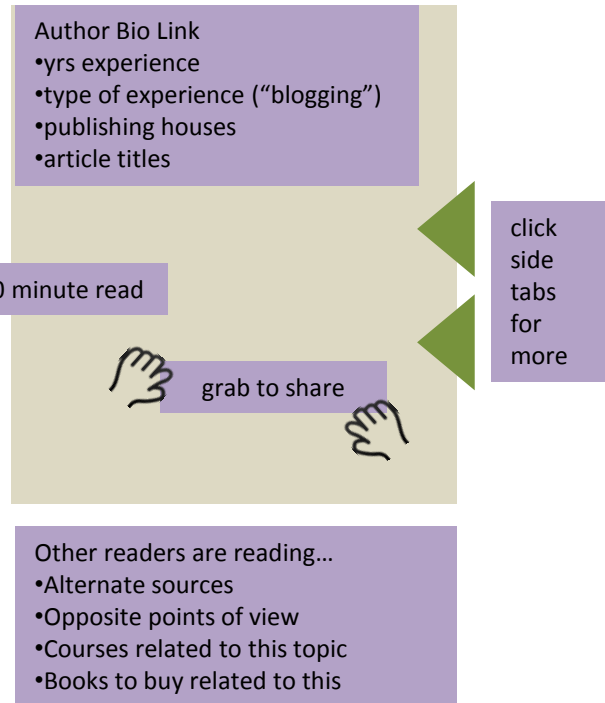 Author Bio Link
•yrs experience
•type of experience (“blogging”)
•publishing houses
•article titles
click
side
tabs
for
more
0 minute read
grab to share
Other readers are reading…
•Alternate sources
•Opposite points of view
•Courses related to this topic
•Books to buy related to this